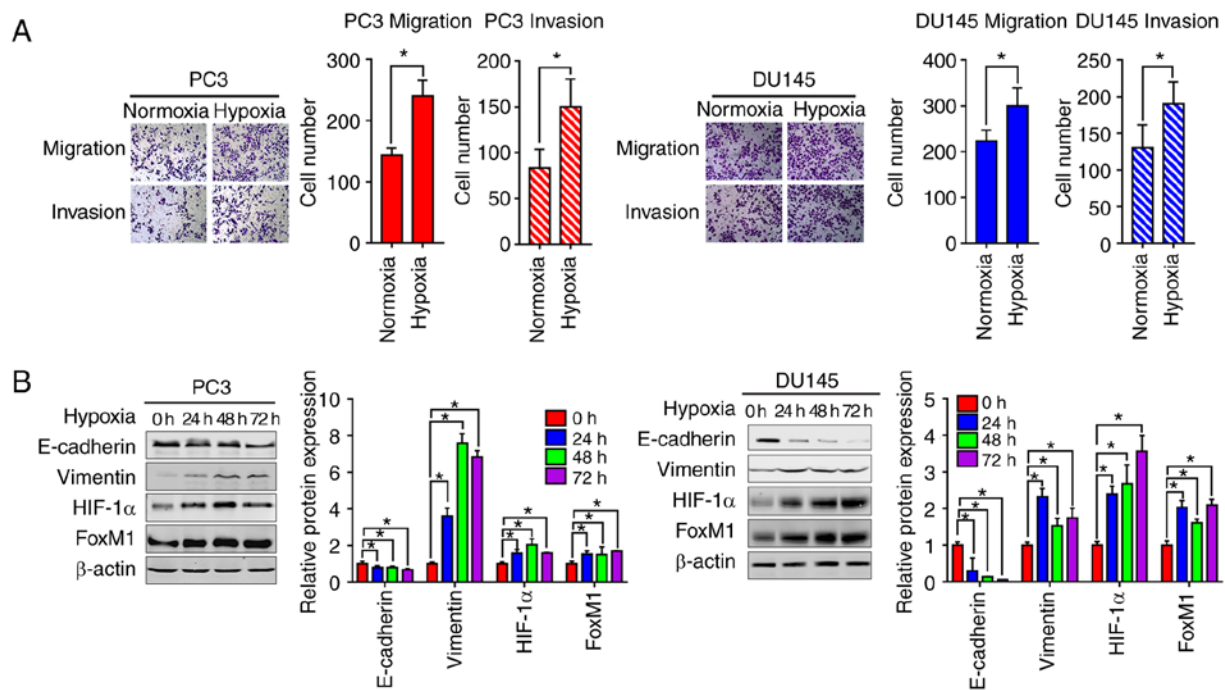 A
PC3 Migration
PC3 Invasion
DU145 Migration
DU145 Invasion
PC3
Normoxia Hypoxia
Migration
Invasion
Cell number
300
150
0
*
Normoxia
Hypoxia
Cell number
200
150
100
50
0
*
Normoxia
Hypoxia
DU145
Normoxia Hypoxia
Migration
Invasion
Cell number
400
300
200
100
0
*
Normoxia
Hypoxia
Cell number
250
200
150
100
50
0
*
Normoxia
Hypoxia
B
PC3
Hypoxia 0 h 24 h 48 h 72 h
E-cadherin
Vimentin
HIF-1α
FoxM1
β-actin
Relative protein expression
10
8
6
4
2
0
* * *
* * *
* * *
* * *
0 h
24 h
48 h
72 h
E-cadherin
Vimentin
HIF-1α
FoxM1
DU145
Hypoxia 0 h 24 h 48 h 72 h
E-cadherin
Vimentin
HIF-1α
FoxM1
β-actin
Relative protein expression
5
4
3
2
1
0
0 h
24 h
48 h
72 h
* * *
* * *
* * *
* * *
E-cadherin
Vimentin
HIF-1α
FoxM1